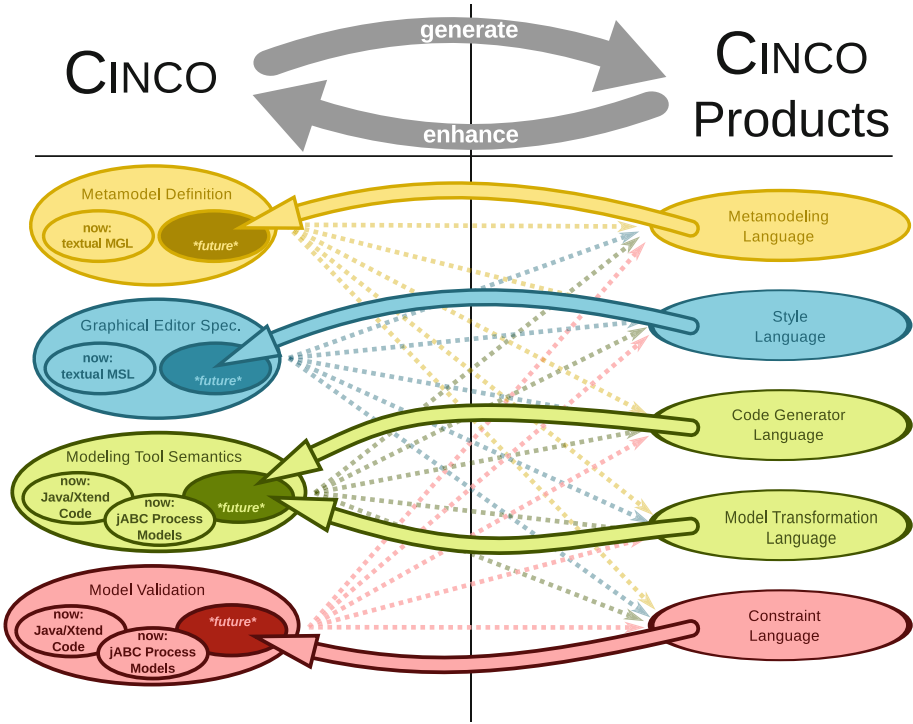 CINCO
generate
enhance
CINCO
Products
Metamodel Definition
now:
textual MGL
*future*
Metamodeling
Language
Graphical Editor Spec.
now:
textual MSL
*future*
Style
Language
Modeling Tool Semantics
now:
Java/Xtend
Code
now:
jABC Process
Models
*future*
Code Generator
Language
Model Transformation
Language
Model Validation
now:
Java/Xtend
Code
now:
jABC Process
Models
*future*
Constraint
Language